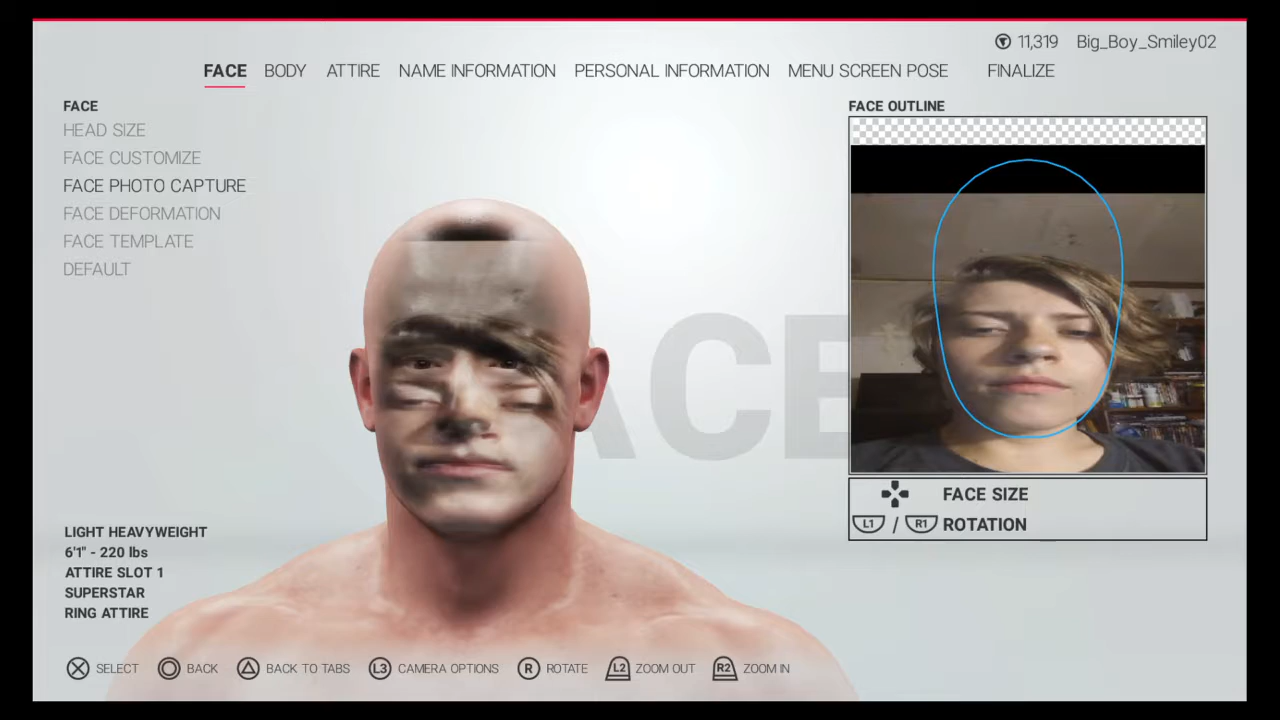 11,319 Big_Boy_Smiley02
FACE BODY ATTIRE NAME INFORMATION PERSONAL INFORMATION MENU SCREEN POSE FINALIZE
FACE
HEAD SIZE
FACE CUSTOMIZE
FACE PHOTO CAPTURE
FACE DEFORMATION
FACE TEMPLATE
DEFAULT
FACE OUTLINE
FACE
FACE SIZE
L1 / R1 ROTATION
LIGHT HEAVYWEIGHT
6'1" - 220 lbs
ATTIRE SLOT 1
SUPERSTAR
RING ATTIRE
SELECT BACK BACK TO TABS L3 CAMERA OPTIONS R ROTATE L2 ZOOM OUT R2 ZOOM IN